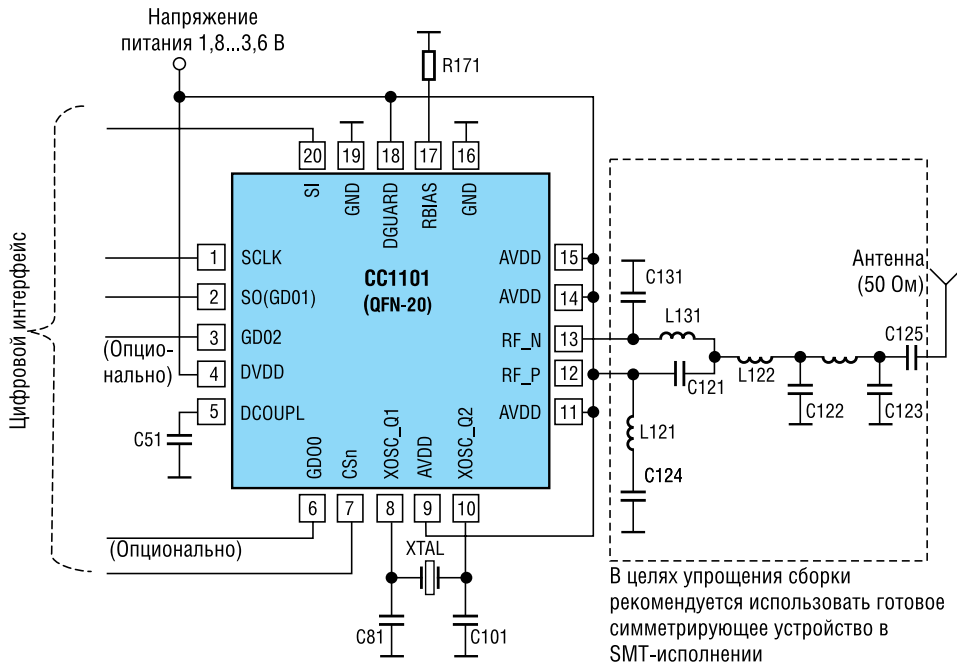 Напряжение
питания 1,8...3,6 В
R171
20
19
18
17
16
SI
GND
DGUARD
RBIAS
GND
Цифровой интерфейс
1
SCLK
2
SO(GD01)
3
GD02
(Опцио-
нально)
4
DVDD
5
DCOUPL
C51
CC1101
(QFN-20)
AVDD
15
AVDD
14
RF_N
13
RF_P
12
AVDD
11
GDO0
CSn
XOSC_Q1
AVDD
XOSC_Q2
6
7
8
9
10
(Опционально)
XTAL
C81
C101
C131
L131
Антенна
(50 Ом)
C125
C121
L122
C122
C123
L121
C124
В целях упрощения сборки
рекомендуется использовать готовое
симметрирующее устройство в
SMT-исполнении